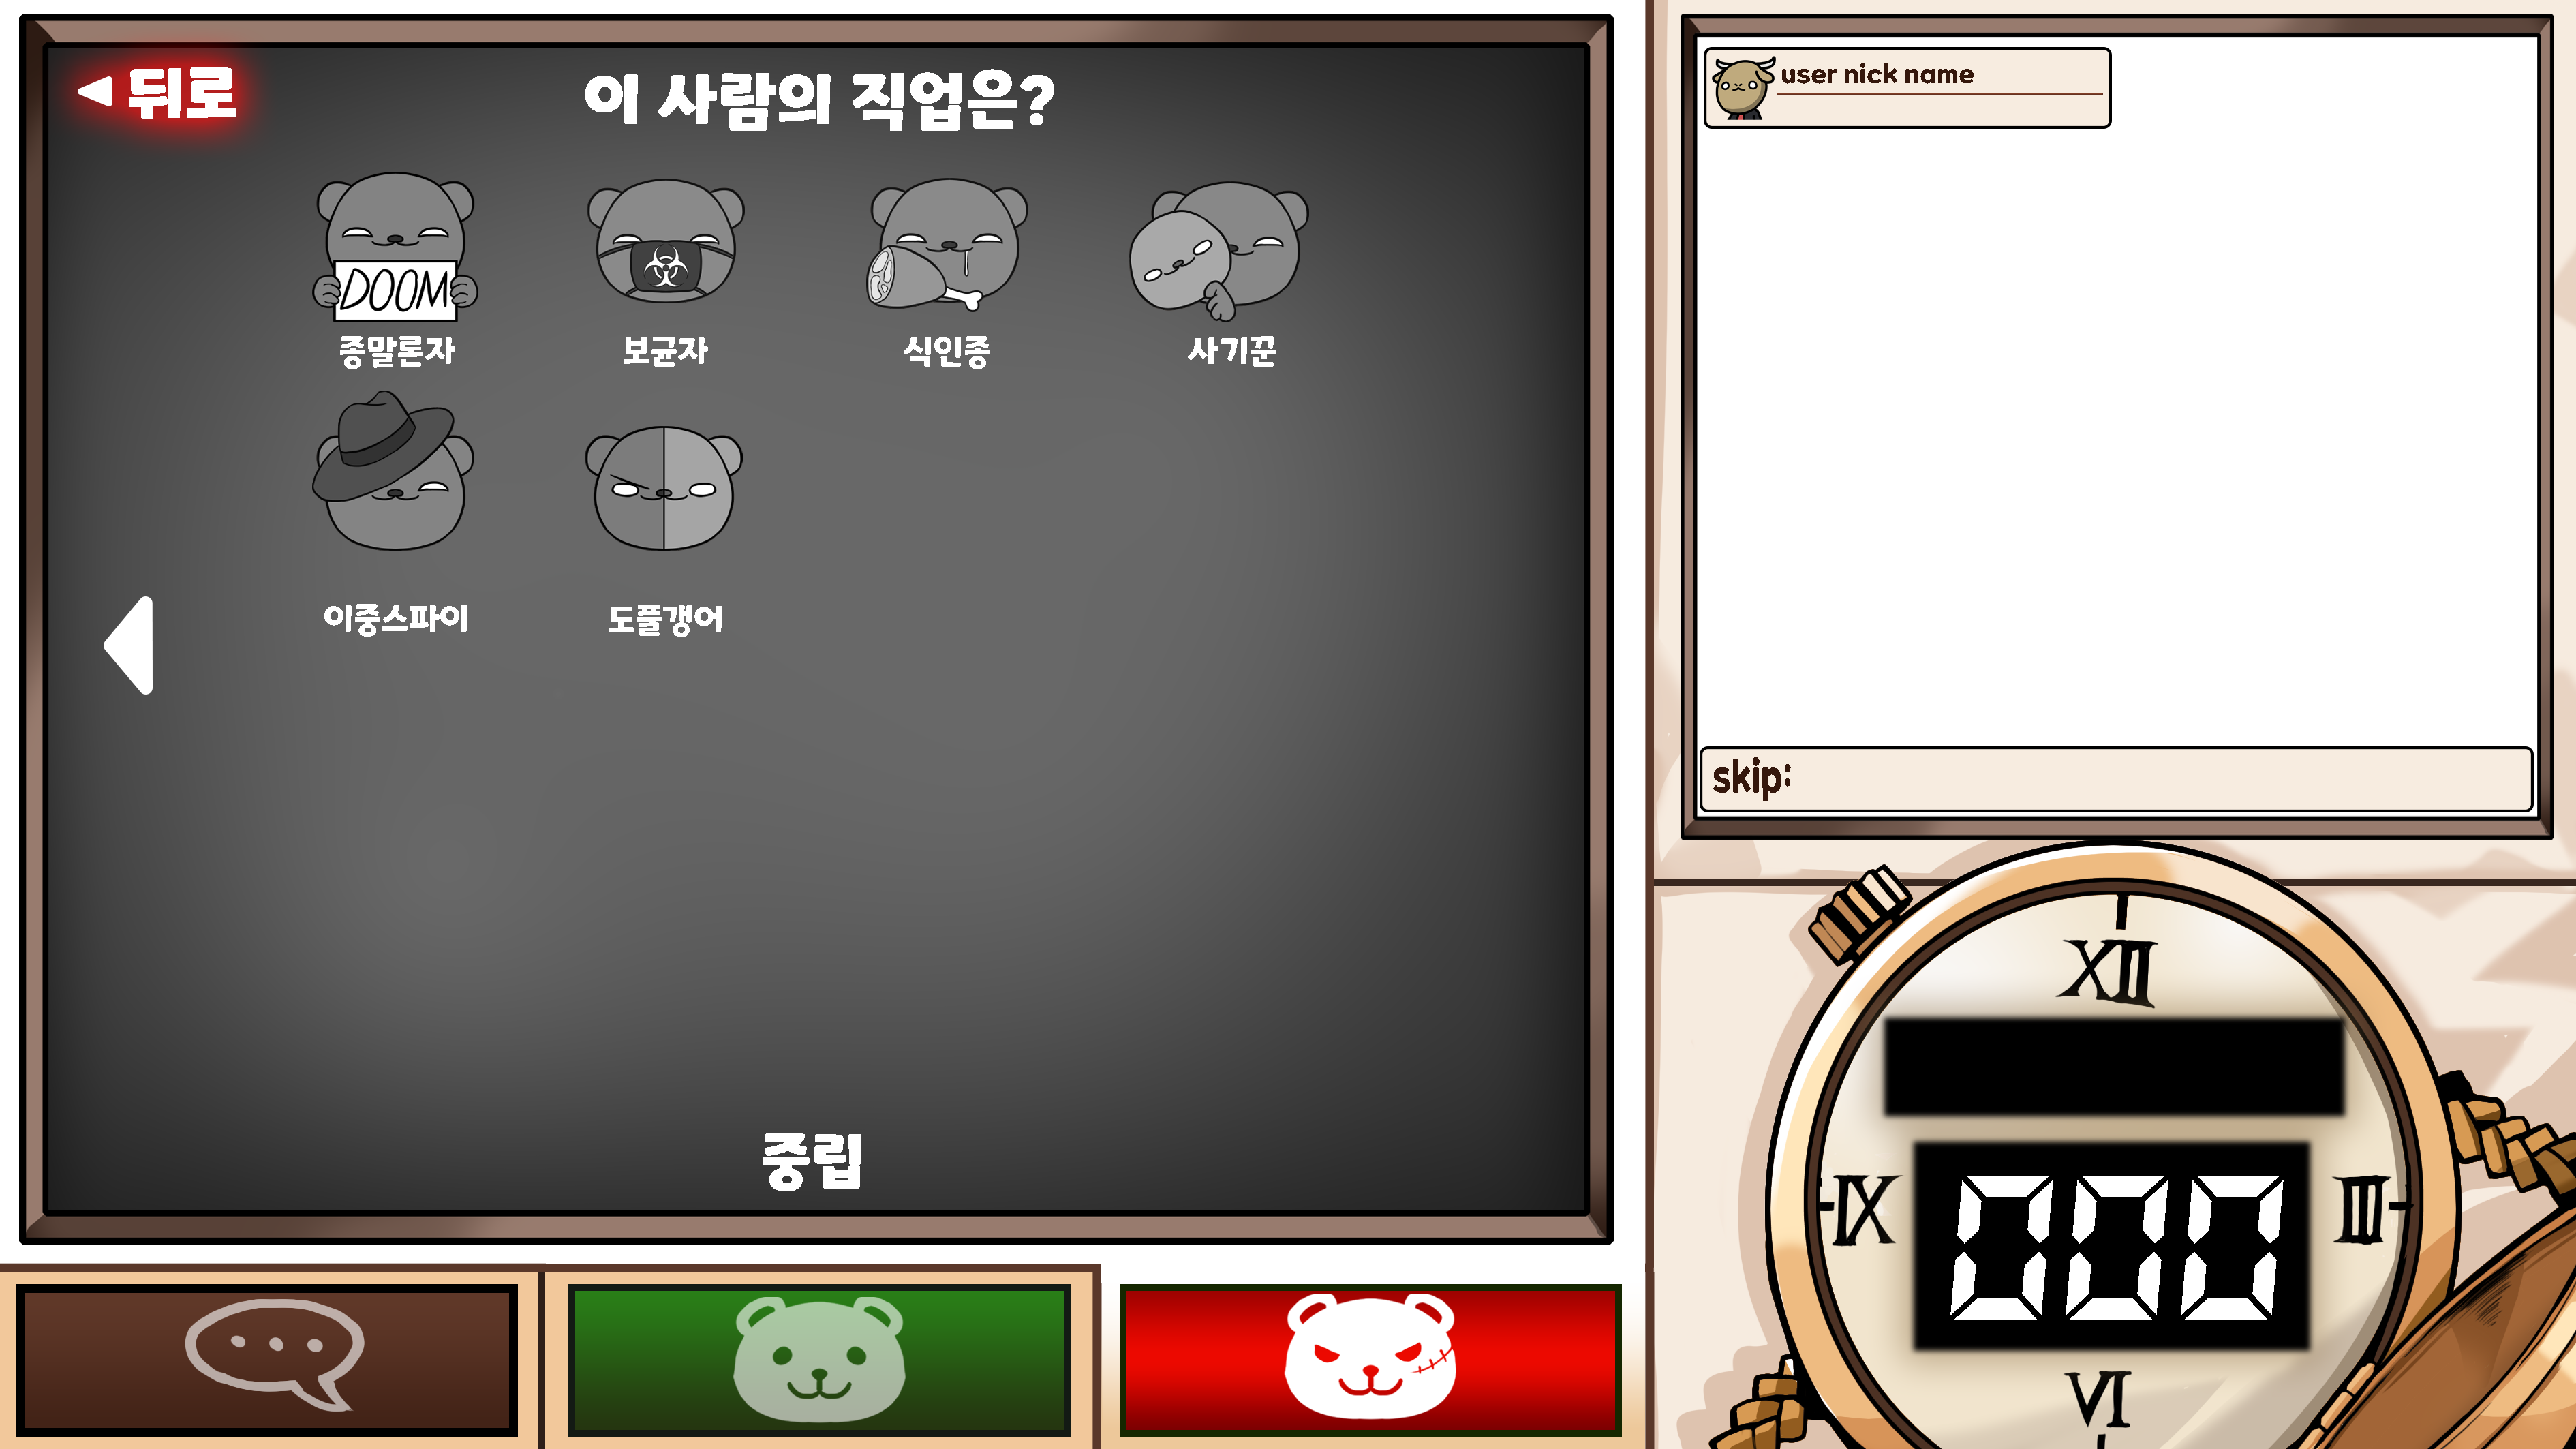 뒤로
이 사람의 직업은?
DOOM
종말론자
보균자
식인종
사기꾼
이중스파이
도플갱어
중립
user nick name
skip:
XII
IX
000
III
VI